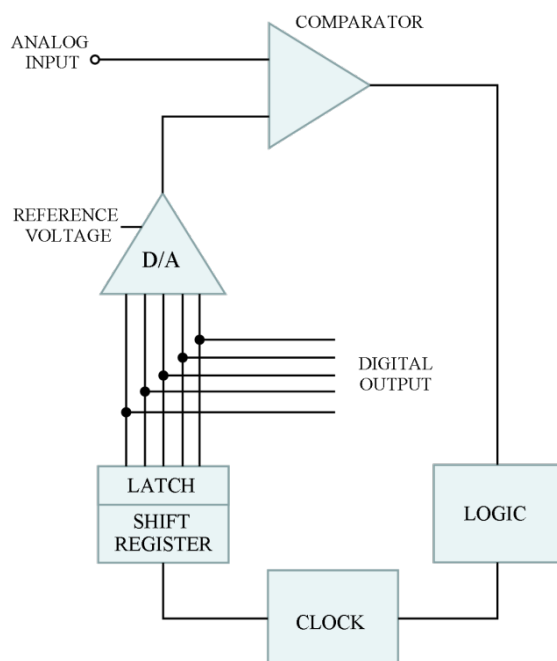 COMPARATOR
ANALOG
INPUT
REFERENCE
VOLTAGE
D/A
DIGITAL
OUTPUT
LATCH
SHIFT
REGISTER
LOGIC
CLOCK